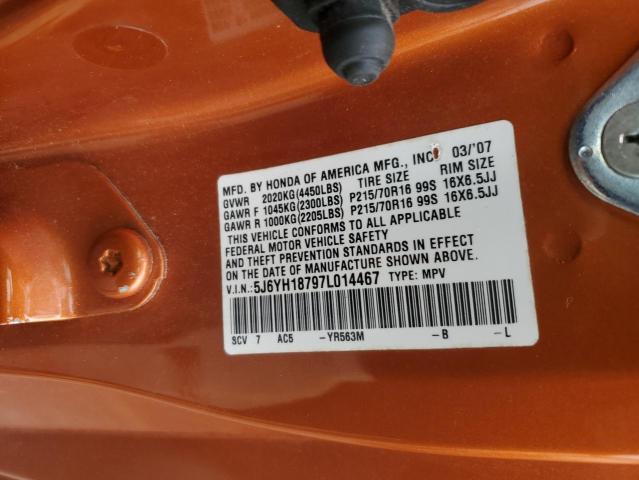 MFD. BY HONDA OF AMERICA MFG., INC. 03/'07
GVWR 2020KG(4450LBS) TIRE SIZE RIM SIZE
GAWR F 1045KG(2300LBS) P215/70R16 99S 16X6.5JJ
GAWR R 1000KG(2205LBS) P215/70R16 99S 16X6.5JJ
THIS VEHICLE CONFORMS TO ALL APPLICABLE
FEDERAL MOTOR VEHICLE SAFETY
AND THEFT PREVENTION STANDARDS IN EFFECT
ON THE DATE OF MANUFACTURE SHOWN ABOVE.
V.I.N.: 5J6YH18797L014467 TYPE: MPV
SCV 7 AC5 -YR563M -B -L